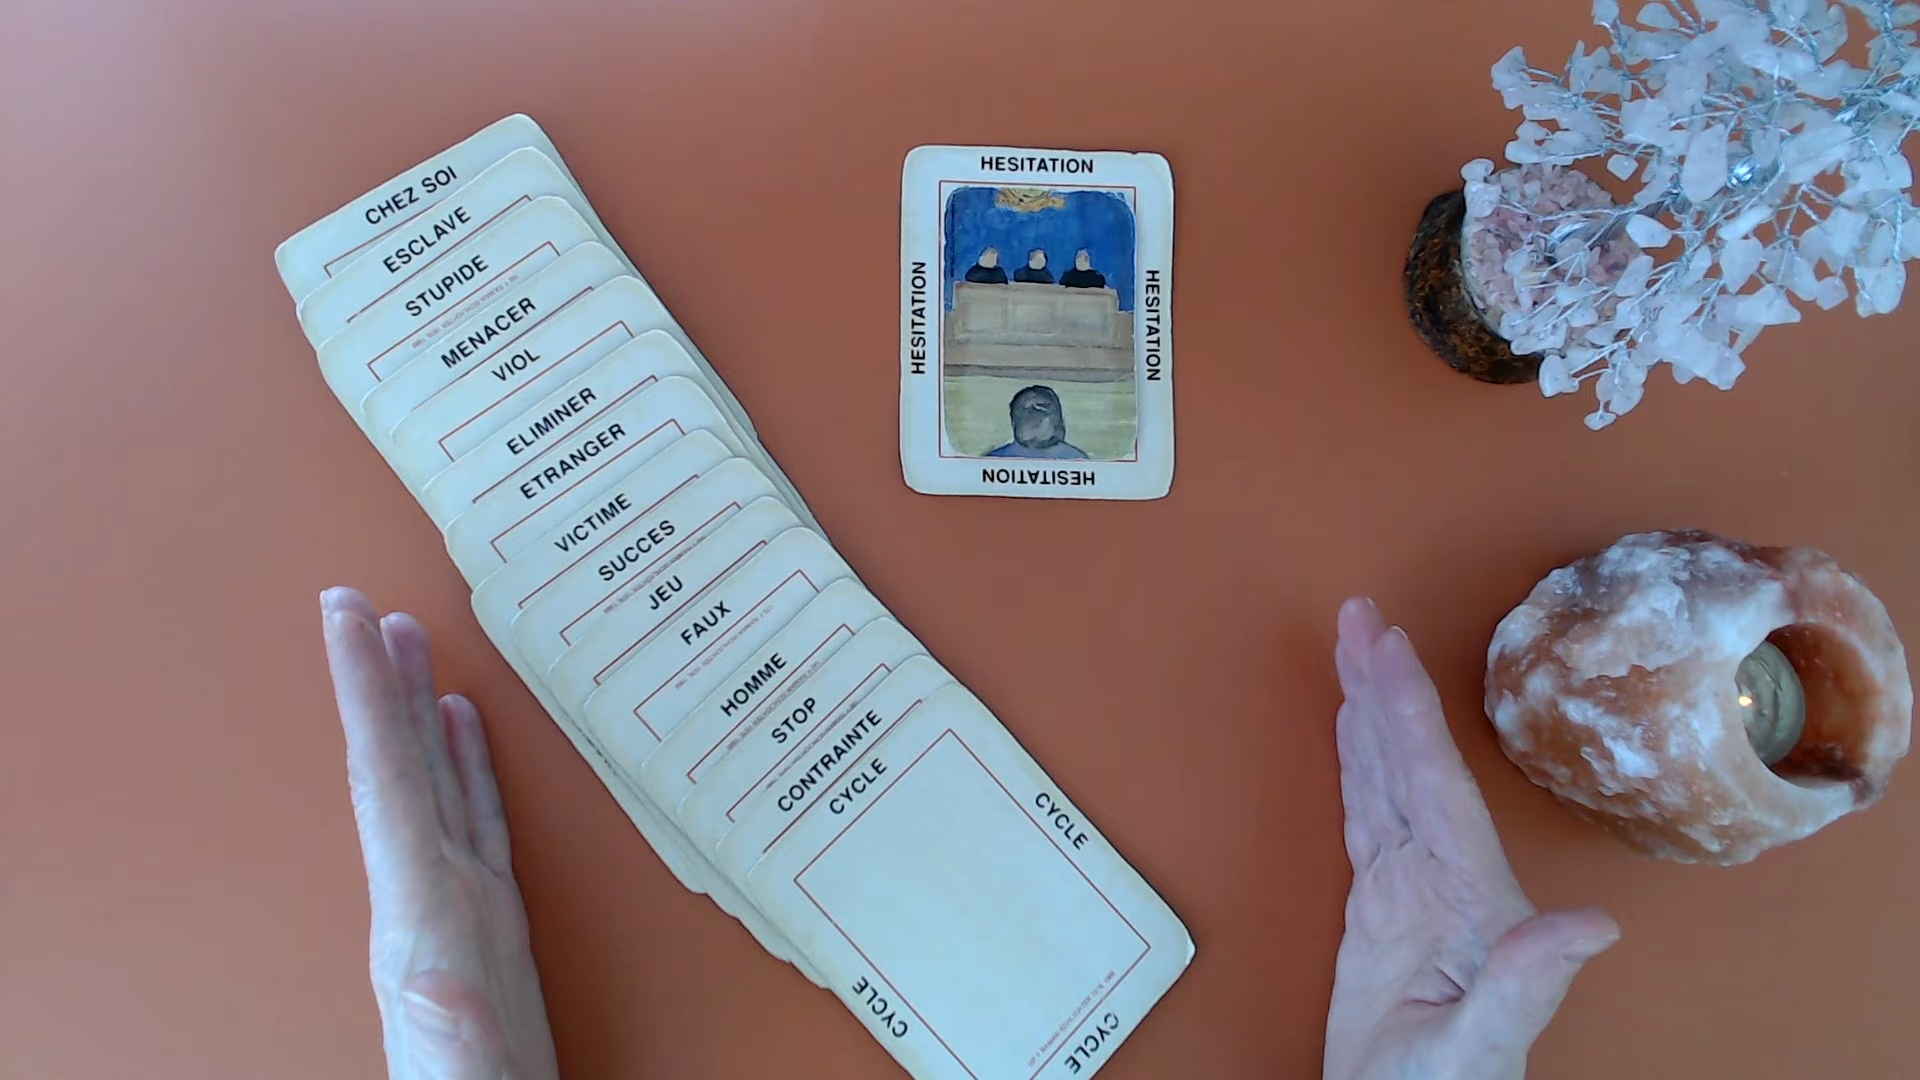 CHEZ SOI
ESCLAVE
STUPIDE
MENACER
VIOL
ELIMINER
ETRANGER
VICTIME
SUCCES
JEU
FAUX
HOMME
STOP
CONTRAINTE
CYCLE
CYCLE
CYCLE
CYCLE
HESITATION
HESITATION
HESITATION
HESITATION